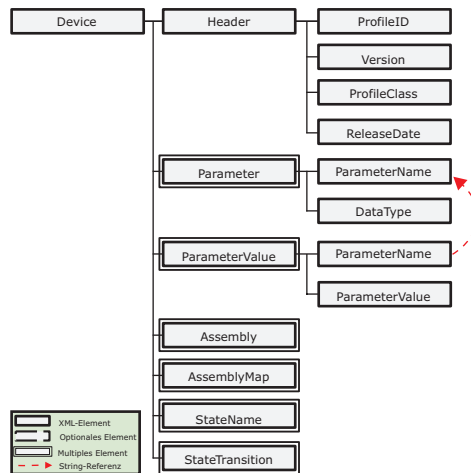 Device
Header
ProfileID
Version
ProfileClass
ReleaseDate
Parameter
ParameterName
DataType
ParameterValue
ParameterName
ParameterValue
Assembly
AssemblyMap
StateName
StateTransition
XML-Element
Optionales Element
Multiples Element
String-Referenz